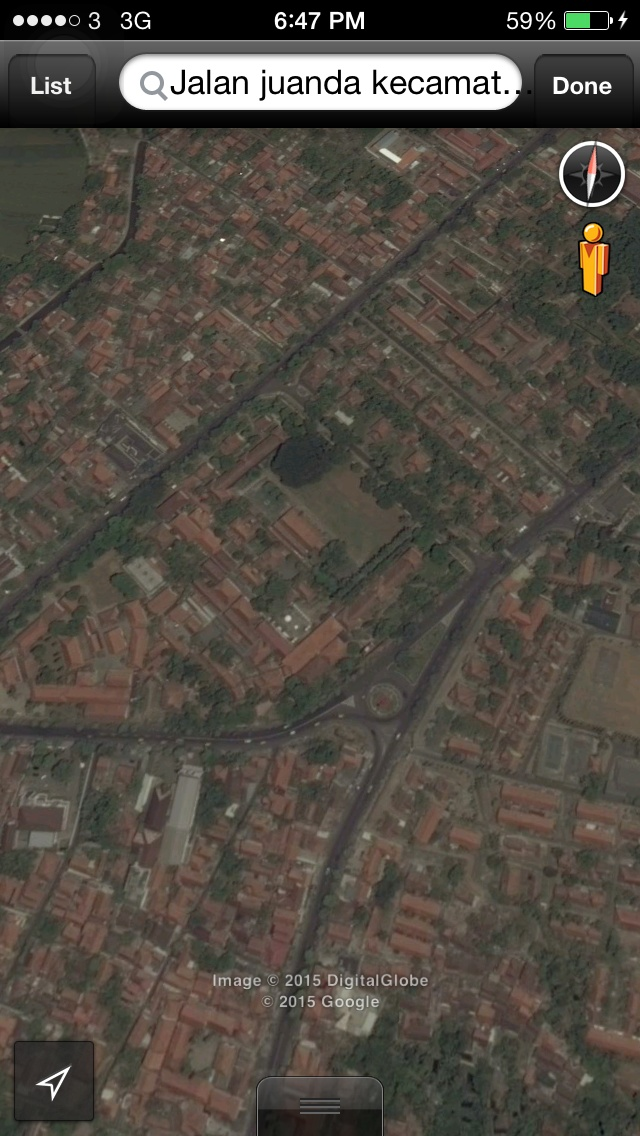 3 3G 6:47 PM 59%
List Jalan juanda kecamat... Done
Image © 2015 DigitalGlobe
© 2015 Google